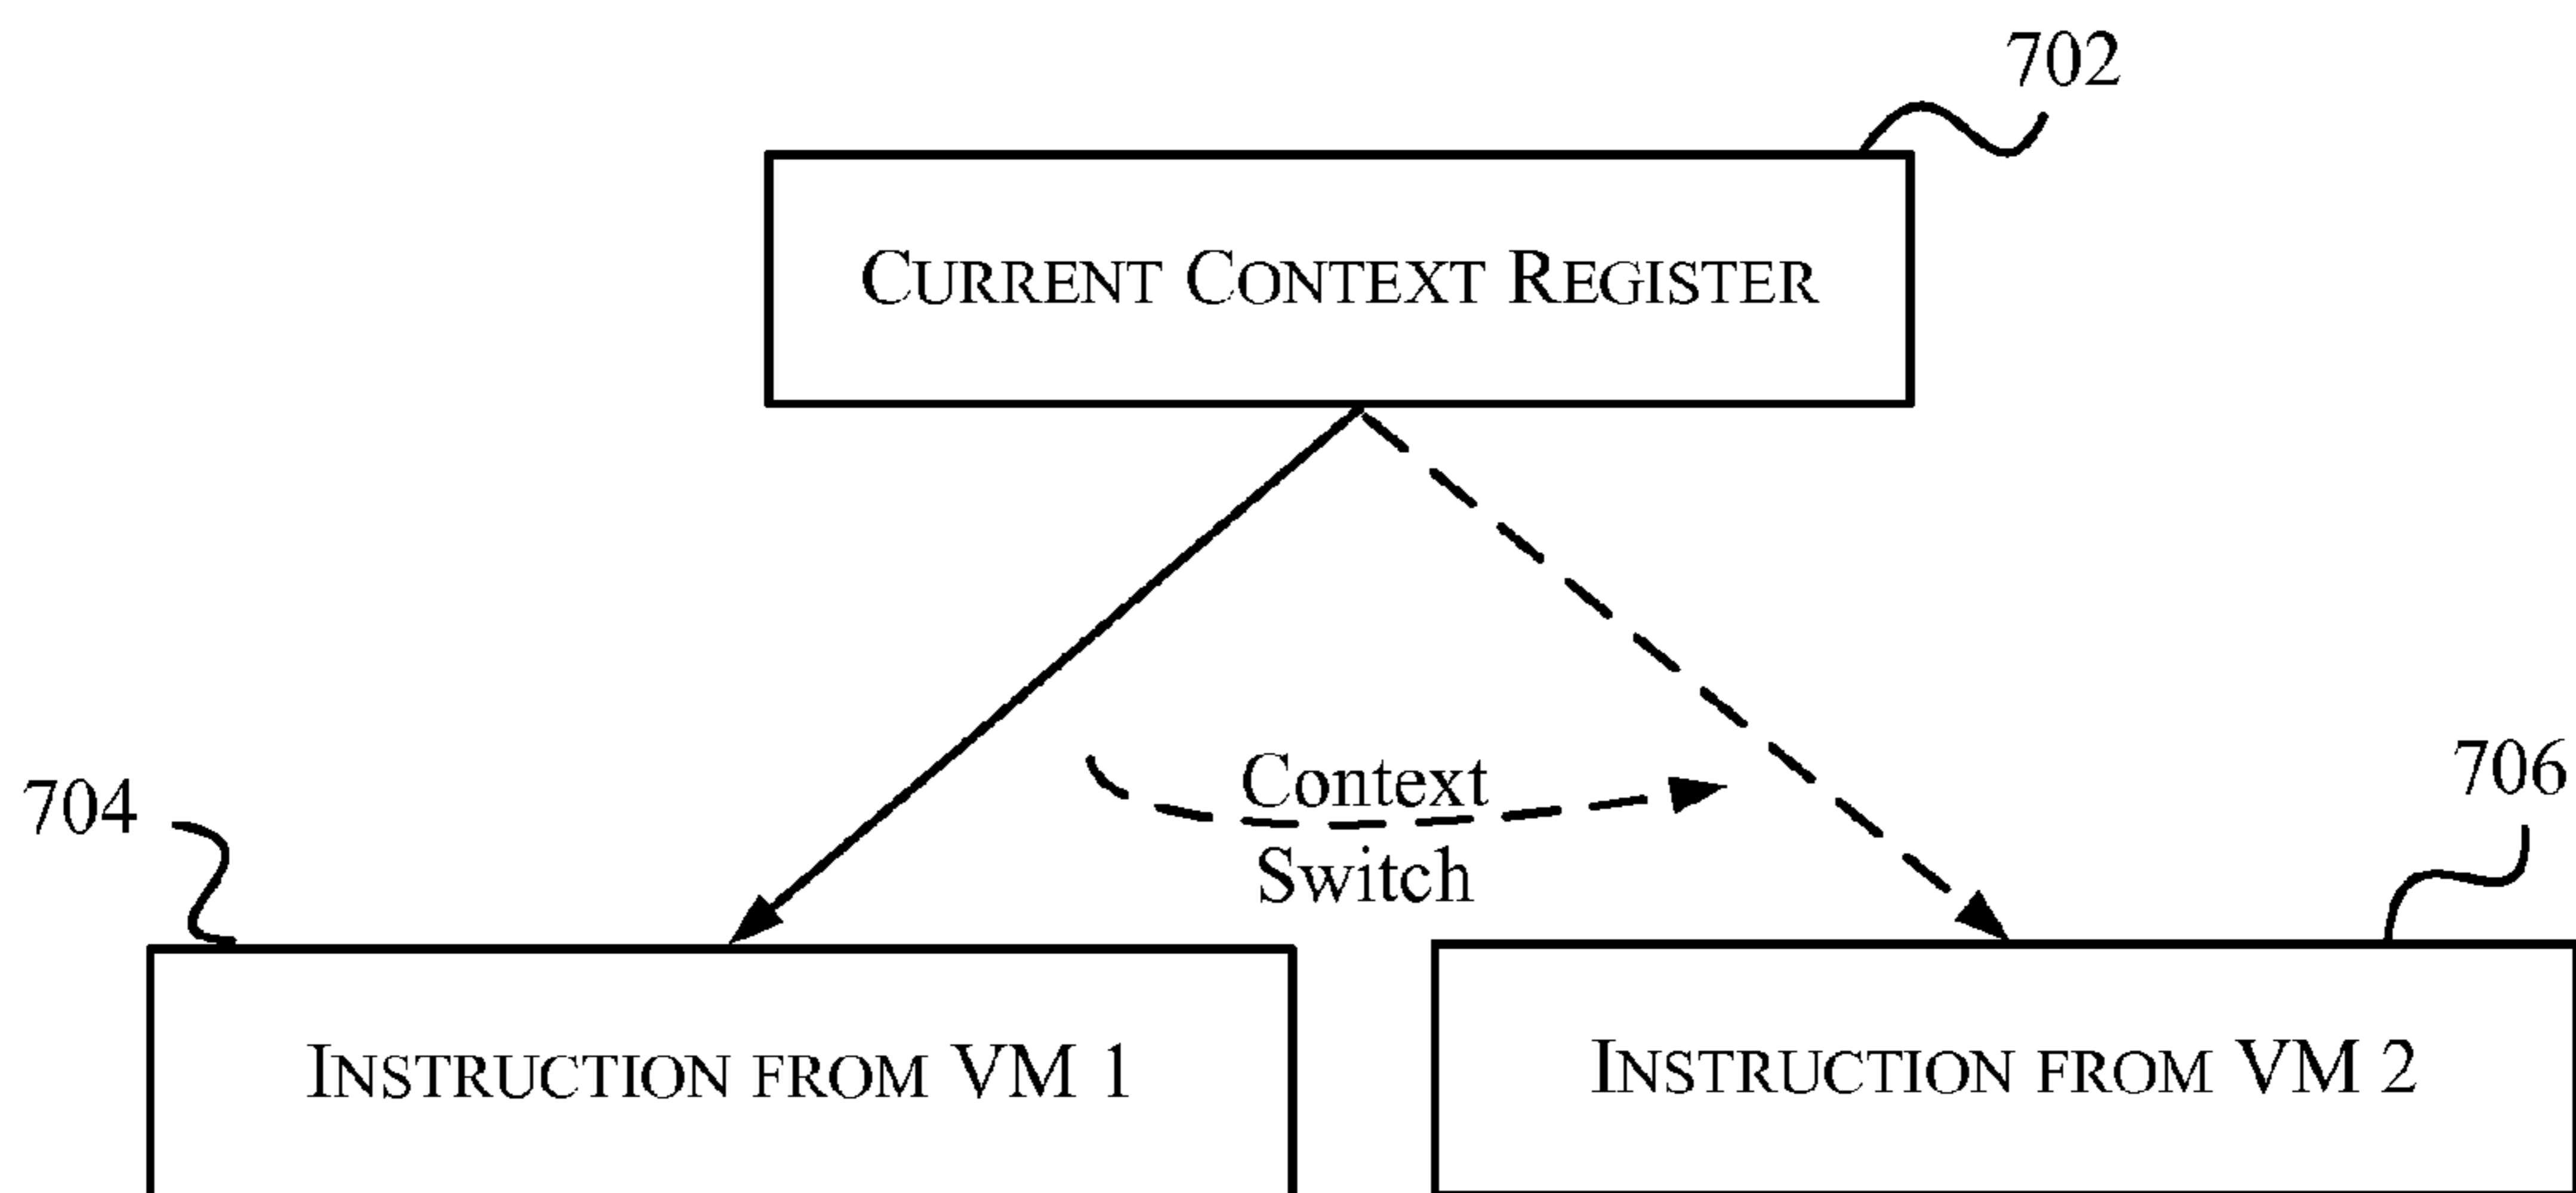 702
CURRENT CONTEXT REGISTER
Context
Switch
704
706
INSTRUCTION FROM VM 1
INSTRUCTION FROM VM 2